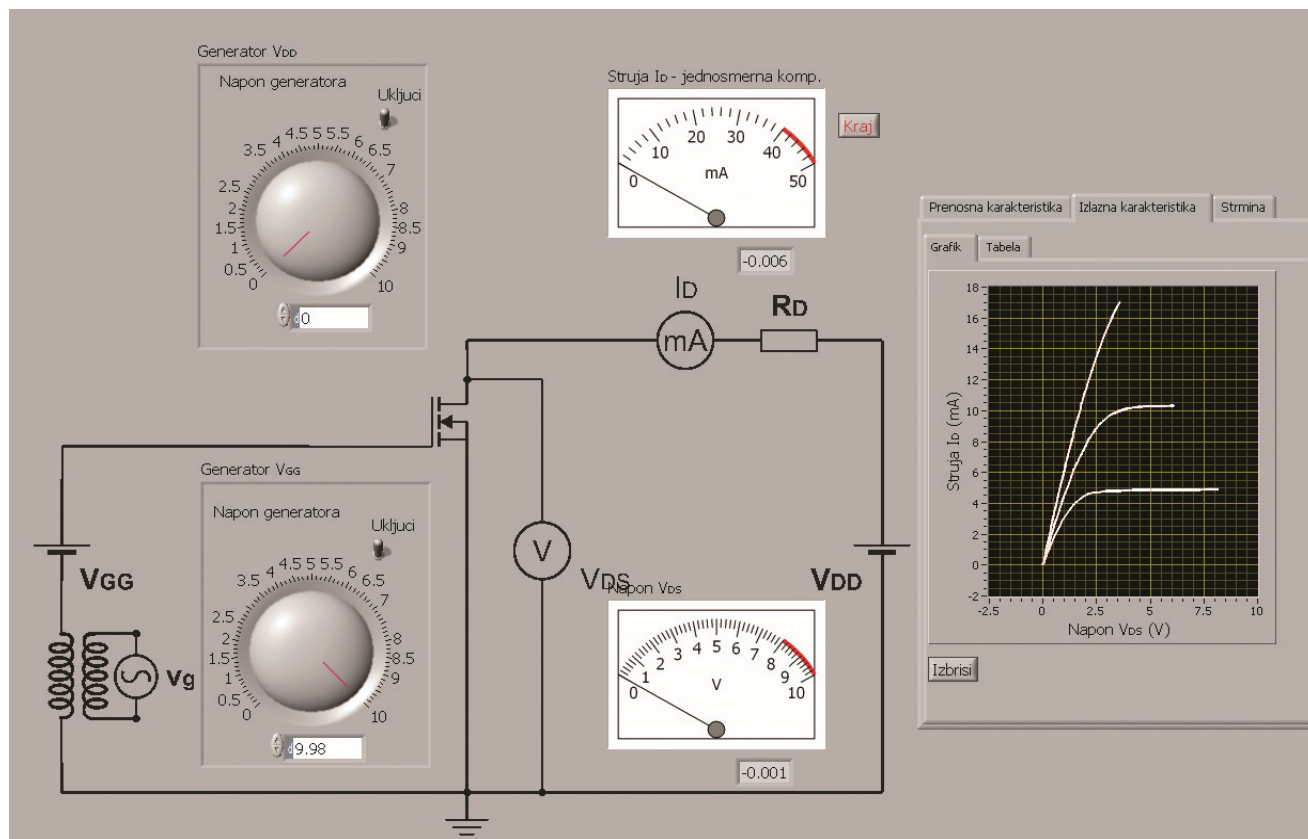 Generator VDD
Napon generatora
Ukljuci
0 0.5 1 1.5 2 2.5 3.5 4 4.5 5 5.5 6 6.5 7 8 8.5 9 10
d0
Struja ID - jednosmerna komp.
0 10 20 30 40 50
mA
-0.006
Kraj
ID
mA
RD
Generator VGG
Napon generatora
Ukljuci
0 0.5 1 1.5 2 2.5 3.5 4 4.5 5 5.5 6 6.5 7 8 8.5 9 10
d9.98
VGG
vg
V
VDS
VDD
Napon VDS
0 1 2 3 4 5 6 7 8 9 10
V
-0.001
Prenosna karakteristika
Izlazna karakteristika
Strmina
Grafik
Tabela
Struja ID (mA)
18
16
14
12
10
8
6
4
2
0
-2
-2.5 0 2.5 5 7.5 10
Napon VDS (V)
Izbrisi